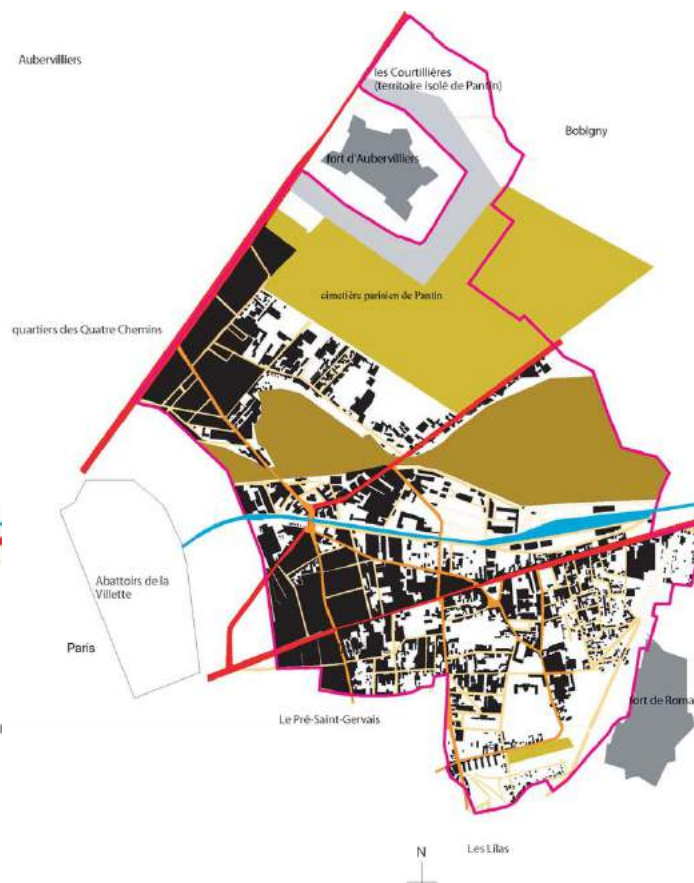 Aubervilliers
les Courtillières
(territoire isolé de Pantin)
Bobigny
fort d'Aubervilliers
cimetière parisien de Pantin
quartiers des Quatre Chemins
Abattoirs de la
Villette
Paris
fort de Roma
Le Pré-Saint-Gervais
Les Lilas
N